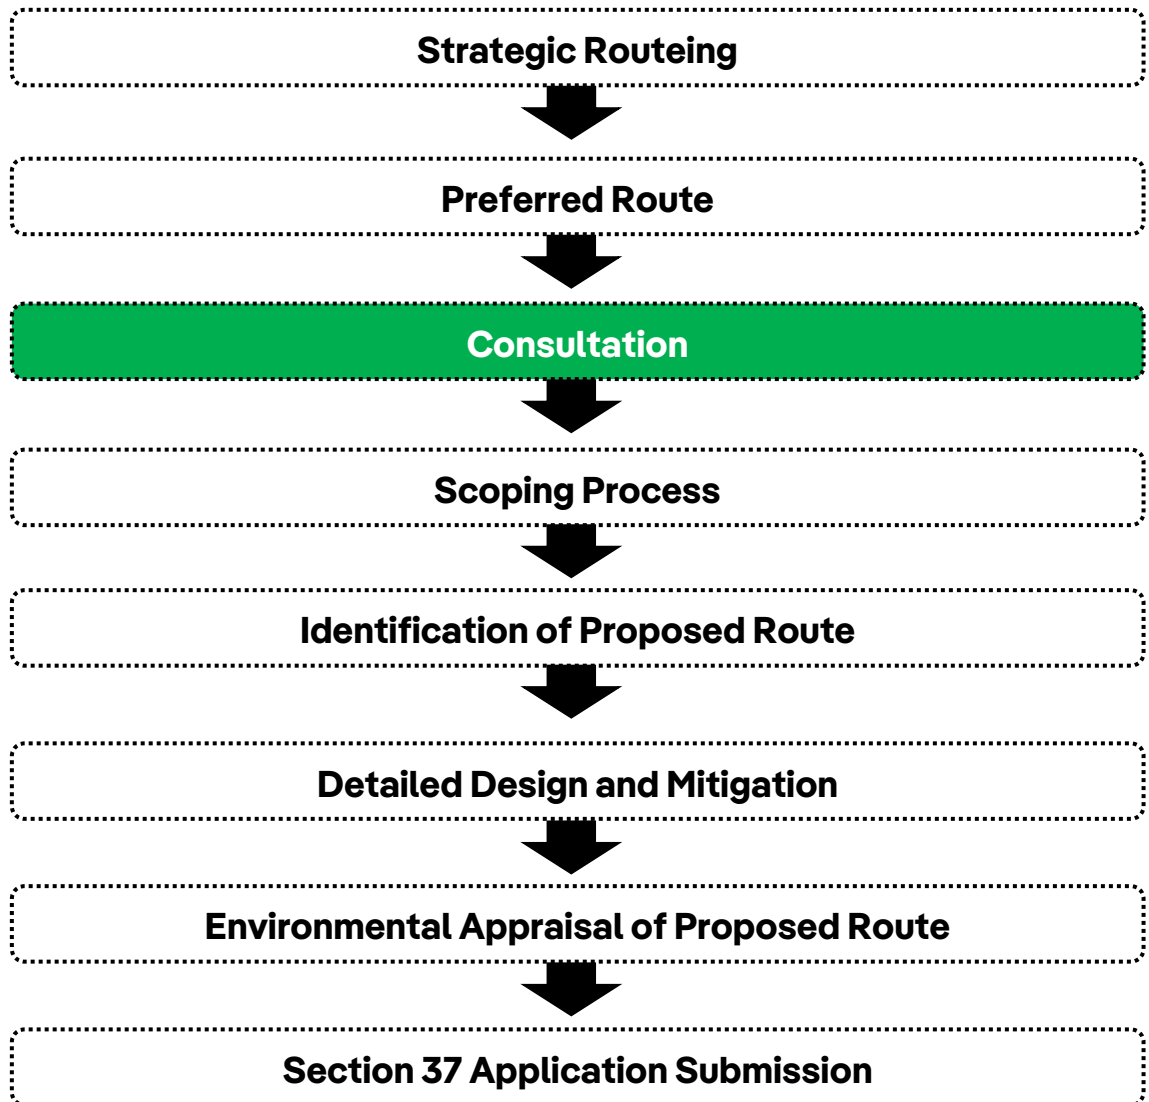 Strategic Routeing
Preferred Route
Consultation
Scoping Process
Identification of Proposed Route
Detailed Design and Mitigation
Environmental Appraisal of Proposed Route
Section 37 Application Submission